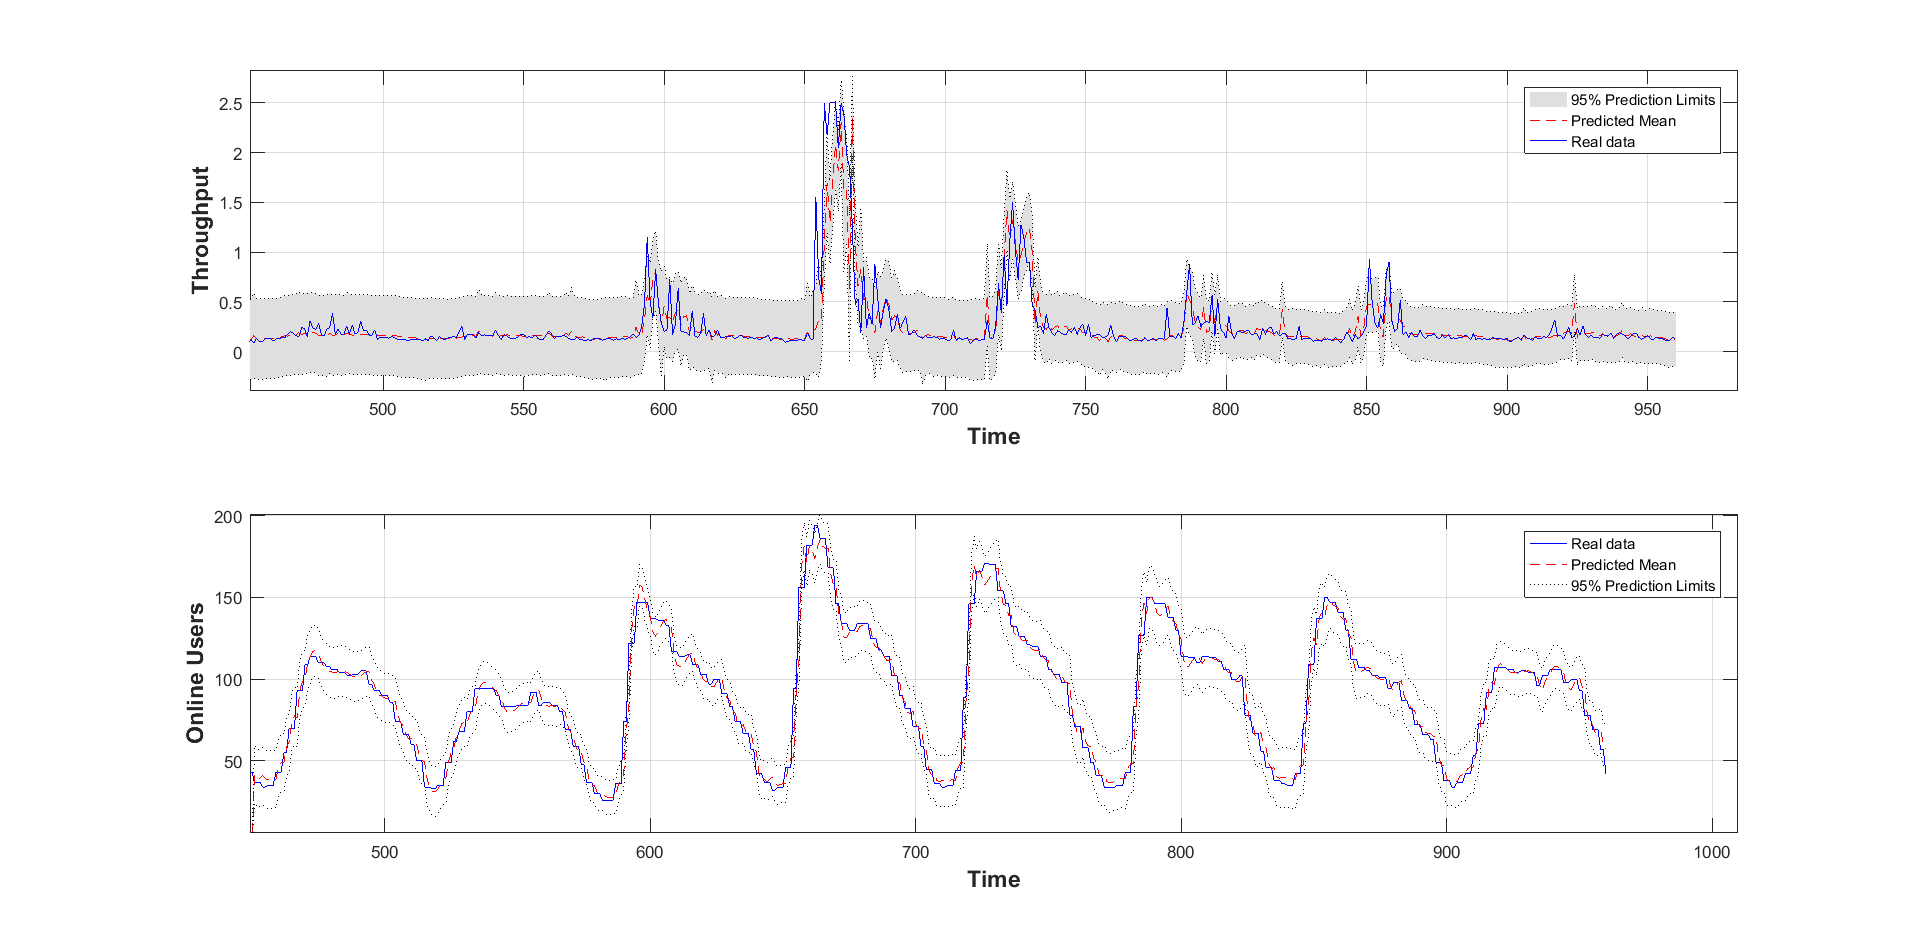 2.5
2
1.5
1
0.5
0
Throughput
95% Prediction Limits
Predicted Mean
Real data
500 550 600 650 700 750 800 850 900 950
Time
200
150
100
50
Online Users
Real data
Predicted Mean
95% Prediction Limits
500 600 700 800 900 1000
Time